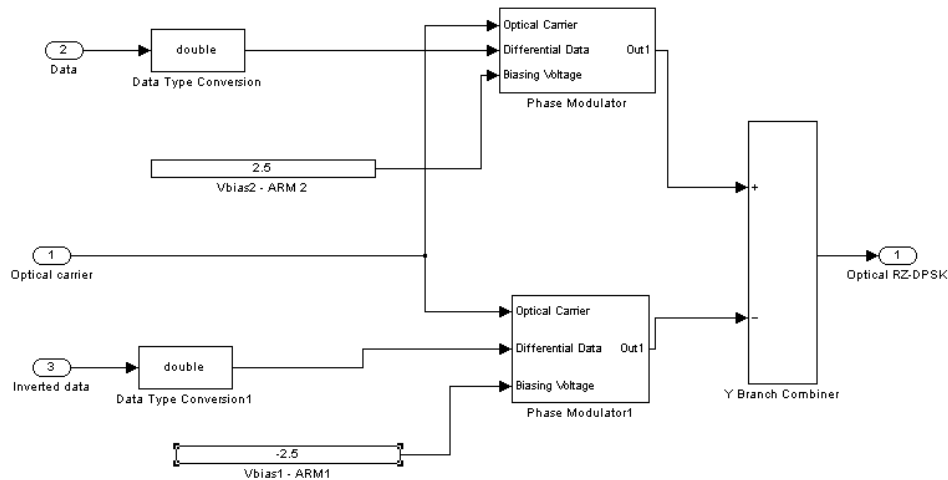 Optical Carrier
Differential Data
Biasing Voltage
Out1
Phase Modulator
2
Data
double
Data Type Conversion
2.5
Vbias2 - ARM 2
+
1
Optical carrier
1
Optical RZ-DPSK
Optical Carrier
Differential Data
Biasing Voltage
Out1
Phase Modulator1
−
Y Branch Combiner
3
Inverted data
double
Data Type Conversion1
-2.5
Vbias1 - ARM1